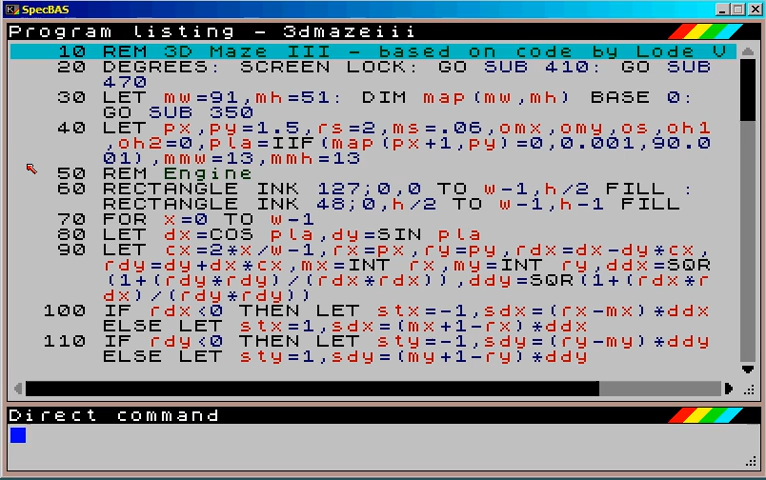 SpecBAS
Program listing - 3dmazeiii
10 REM 3D Maze III - based on code by Lode V
20 DEGREES: SCREEN LOCK: GO SUB 410: GO SUB
470
30 LET mw=91,mh=51: DIM map(mw,mh) BASE 0:
GO SUB 350
40 LET px,py=1.5,rs=2,ms=.06,omx,omy,os,oh1
,oh2=0,pla=IIF(map(px+1,py)=0,0.001,90.0
01),mmw=13,mmh=13
50 REM Engine
60 RECTANGLE INK 127;0,0 TO w-1,h/2 FILL :
RECTANGLE INK 48;0,h/2 TO w-1,h-1 FILL
70 FOR x=0 TO w-1
80 LET dx=COS pla,dy=SIN pla
90 LET cx=2*x/w-1,rx=px,ry=py,rdx=dx-dy*cx,
rdy=dy+dx*cx,mx=INT rx,my=INT ry,ddx=SQR
(1+(rdy*rdy)/(rdx*rdx)),ddy=SQR(1+(rdx*r
dx)/(rdy*rdy))
100 IF rdx<0 THEN LET stx=-1,sdx=(rx-mx)*ddx
ELSE LET stx=1,sdx=(mx+1-rx)*ddx
110 IF rdy<0 THEN LET sty=-1,sdy=(ry-my)*ddy
ELSE LET sty=1,sdy=(my+1-ry)*ddy
Direct command